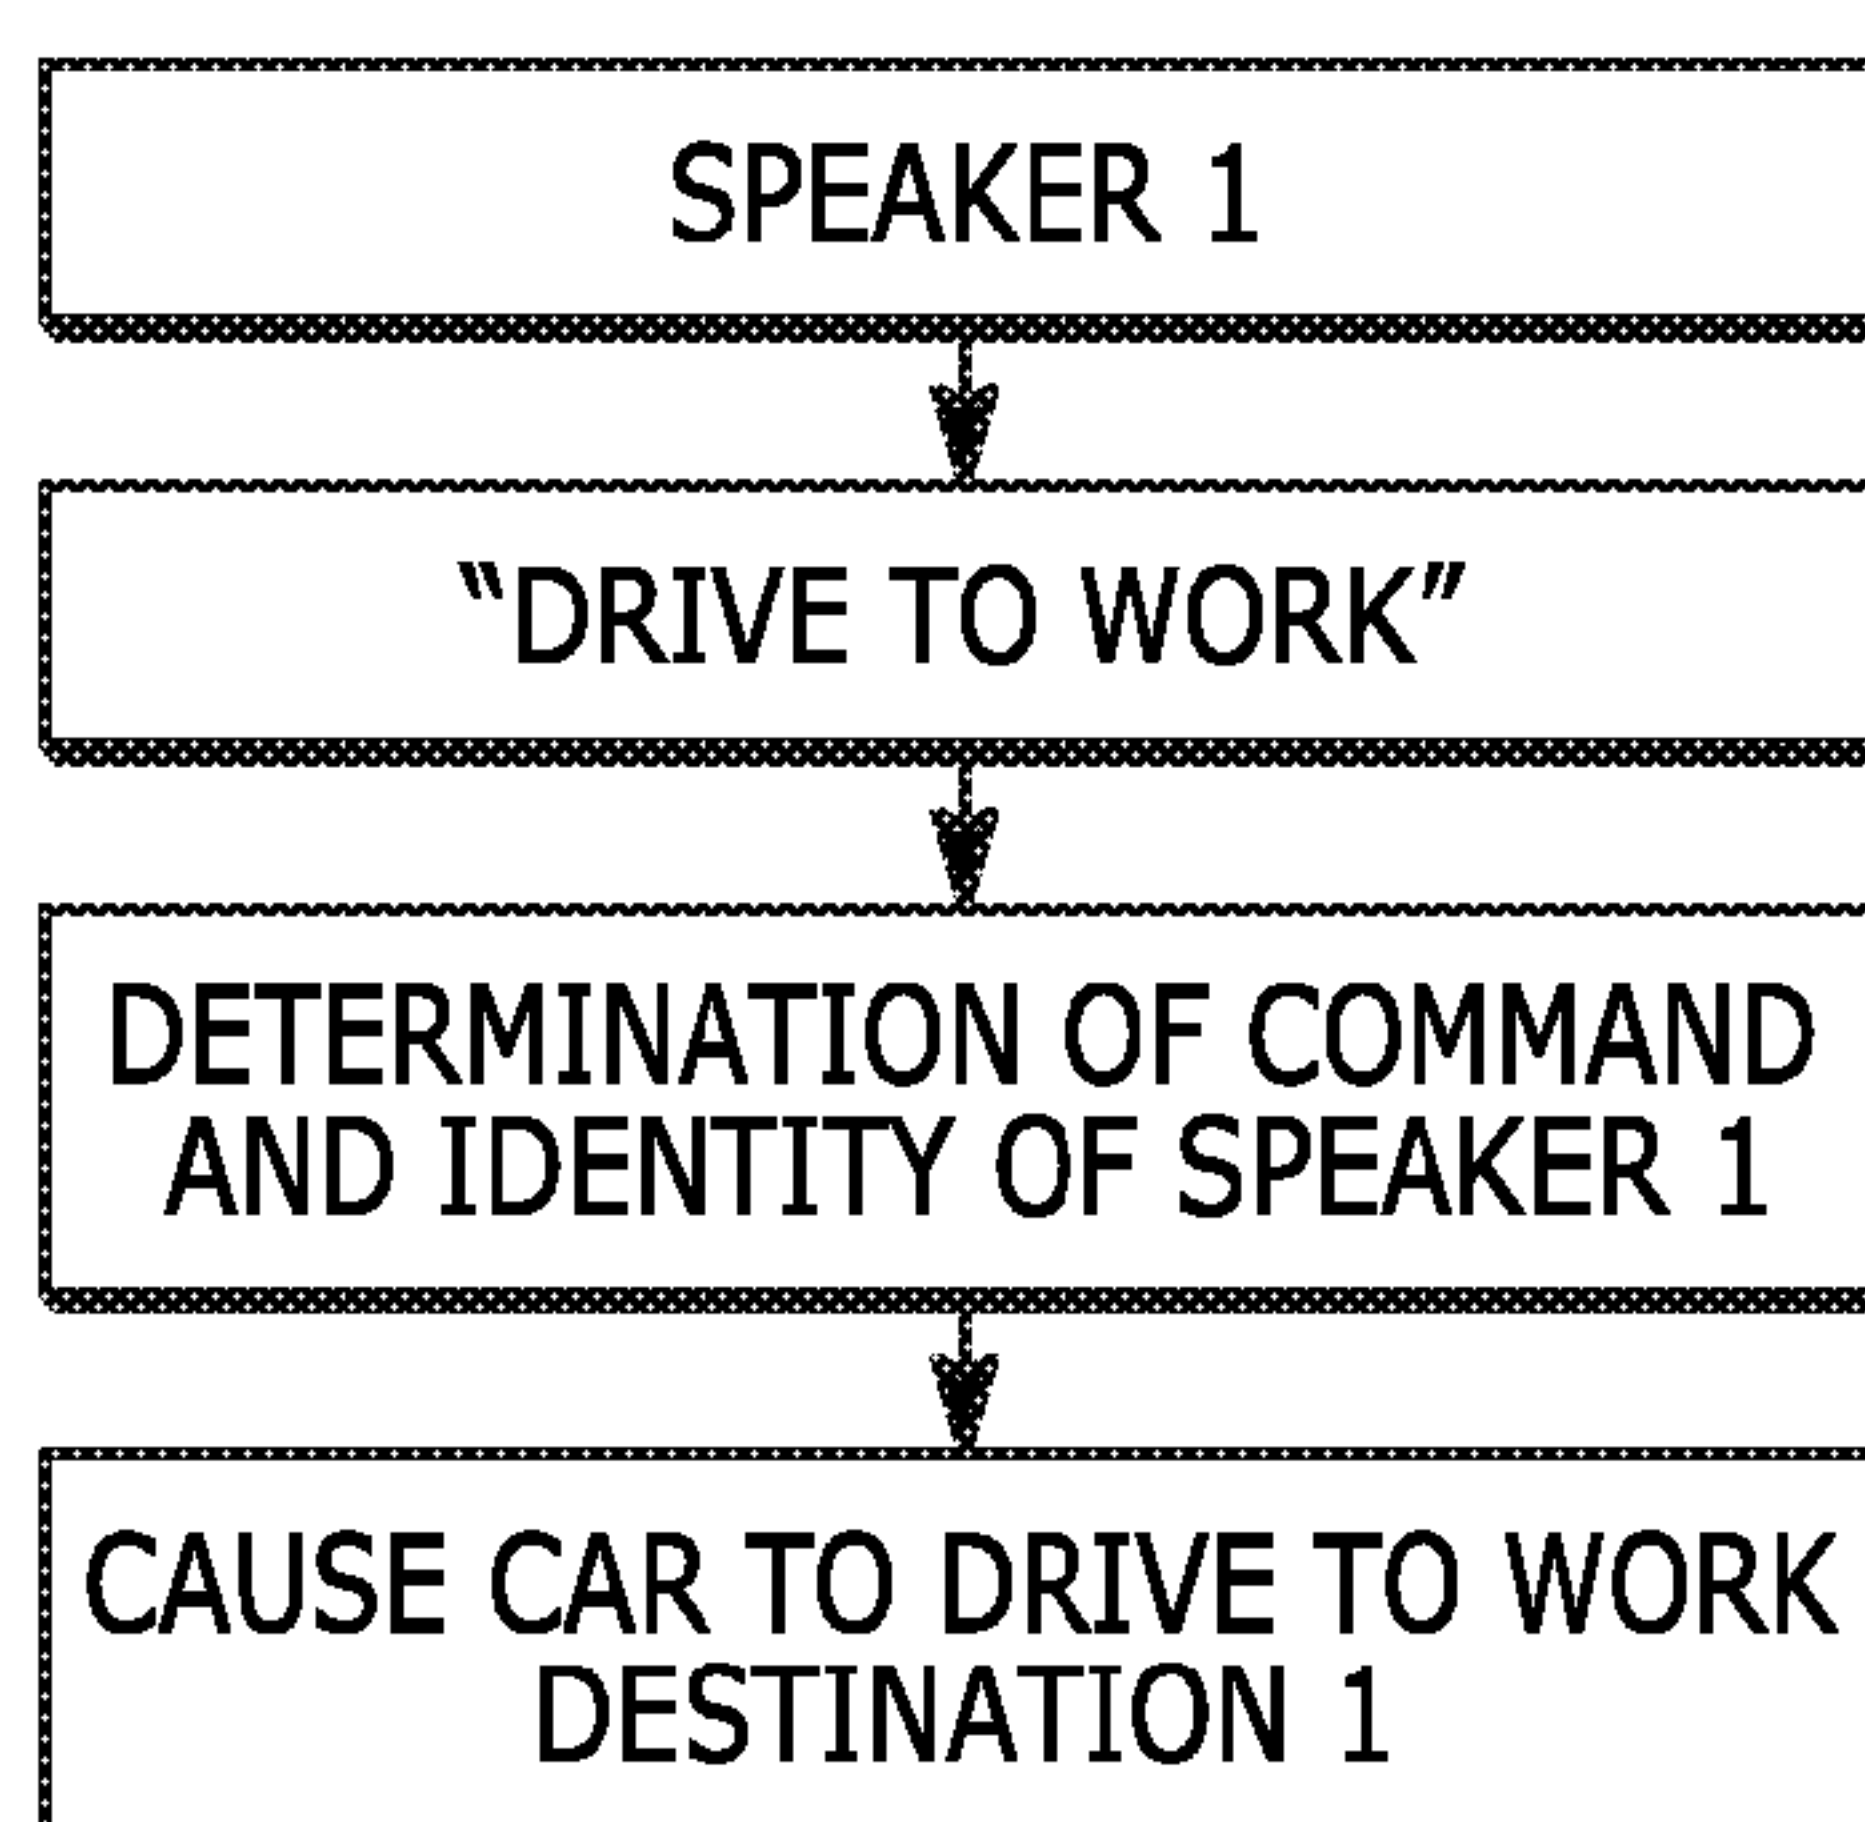 SPEAKER 1
“DRIVE TO WORK”
DETERMINATION OF COMMAND
AND IDENTITY OF SPEAKER 1
CAUSE CAR TO DRIVE TO WORK
DESTINATION 1